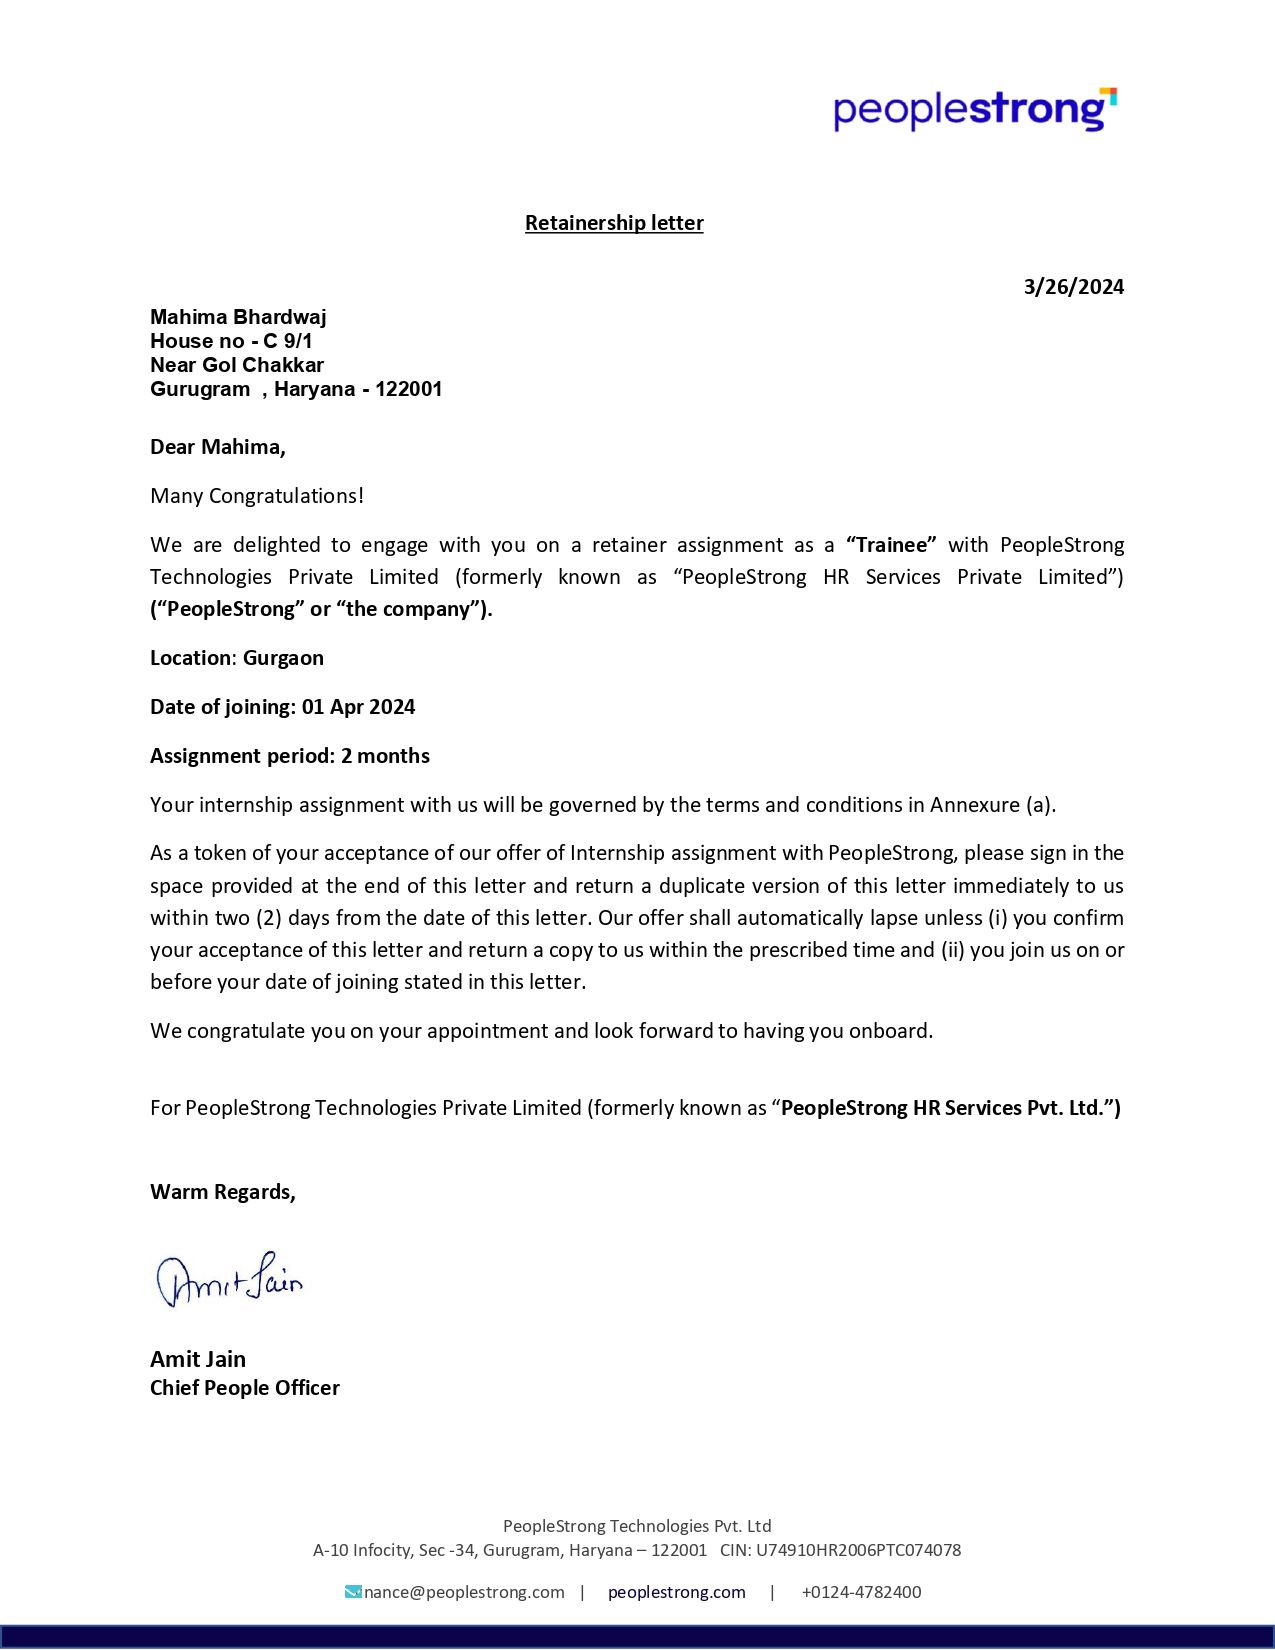 peoplestrong
Retainership letter
3/26/2024
Mahima Bhardwaj
House no - C 9/1
Near Gol Chakkar
Gurugram  , Haryana - 122001
Dear Mahima,
Many Congratulations!
We are delighted to engage with you on a retainer assignment as a “Trainee” with PeopleStrong
Technologies Private Limited (formerly known as “PeopleStrong HR Services Private Limited”)
(“PeopleStrong” or “the company”).
Location: Gurgaon
Date of joining: 01 Apr 2024
Assignment period: 2 months
Your internship assignment with us will be governed by the terms and conditions in Annexure (a).
As a token of your acceptance of our offer of Internship assignment with PeopleStrong, please sign in the
space provided at the end of this letter and return a duplicate version of this letter immediately to us
within two (2) days from the date of this letter. Our offer shall automatically lapse unless (i) you confirm
your acceptance of this letter and return a copy to us within the prescribed time and (ii) you join us on or
before your date of joining stated in this letter.
We congratulate you on your appointment and look forward to having you onboard.
For PeopleStrong Technologies Private Limited (formerly known as “PeopleStrong HR Services Pvt. Ltd.”)
Warm Regards,
Amit Jain
Amit Jain
Chief People Officer
PeopleStrong Technologies Pvt. Ltd
A-10 Infocity, Sec -34, Gurugram, Haryana – 122001   CIN: U74910HR2006PTC074078
nance@peoplestrong.com | peoplestrong.com | +0124-4782400